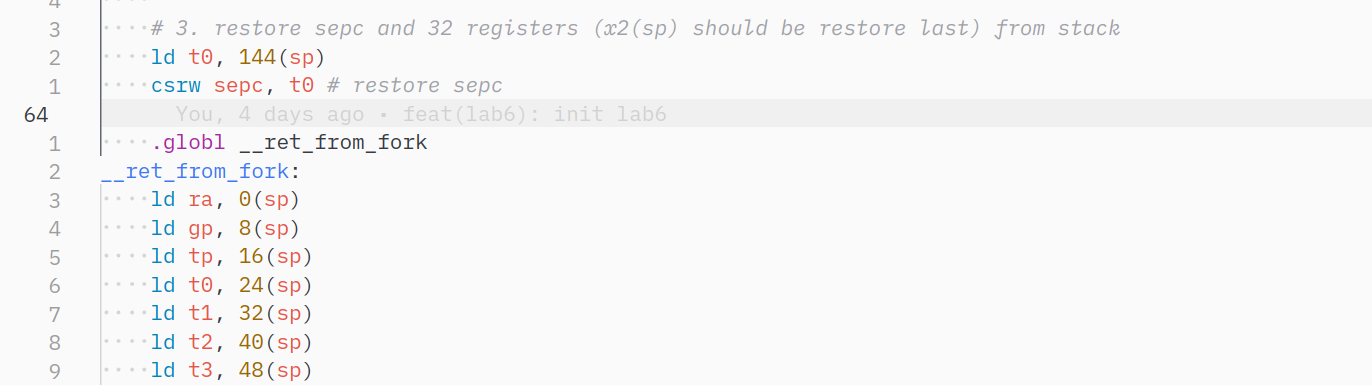 4
3 ····# 3. restore sepc and 32 registers (x2(sp) should be restore last) from stack
2 ····ld t0, 144(sp)
1 ····csrw sepc, t0 # restore sepc
64 You, 4 days ago • feat(lab6): init lab6
1 ····.globl __ret_from_fork
2 __ret_from_fork:
3 ····ld ra, 0(sp)
4 ····ld gp, 8(sp)
5 ····ld tp, 16(sp)
6 ····ld t0, 24(sp)
7 ····ld t1, 32(sp)
8 ····ld t2, 40(sp)
9 ····ld t3, 48(sp)